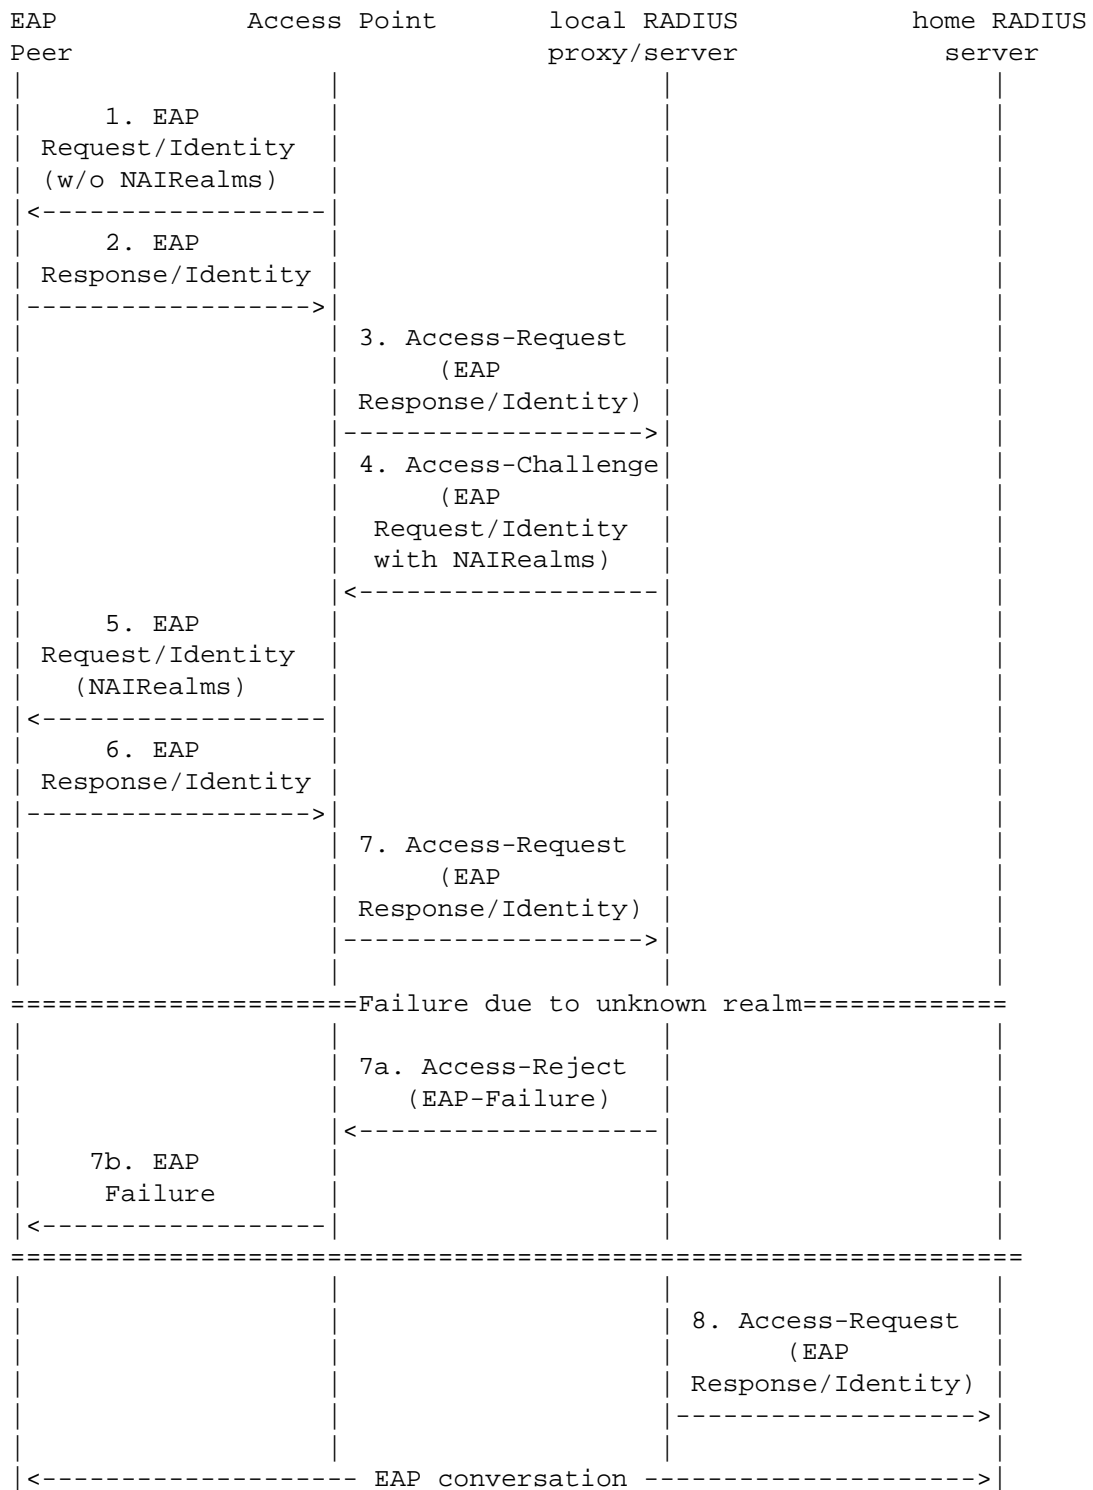 EAP Access Point local RADIUS home RADIUS
Peer proxy/server server
1. EAP
Request/Identity
(w/o NAIRealms)
2. EAP
Response/Identity
3. Access-Request
(EAP
Response/Identity)
4. Access-Challenge
(EAP
Request/Identity
with NAIRealms)
5. EAP
Request/Identity
(NAIRealms)
6. EAP
Response/Identity
7. Access-Request
(EAP
Response/Identity)
Failure due to unknown realm
7a. Access-Reject
(EAP-Failure)
7b. EAP
Failure
8. Access-Request
(EAP
Response/Identity)
EAP conversation